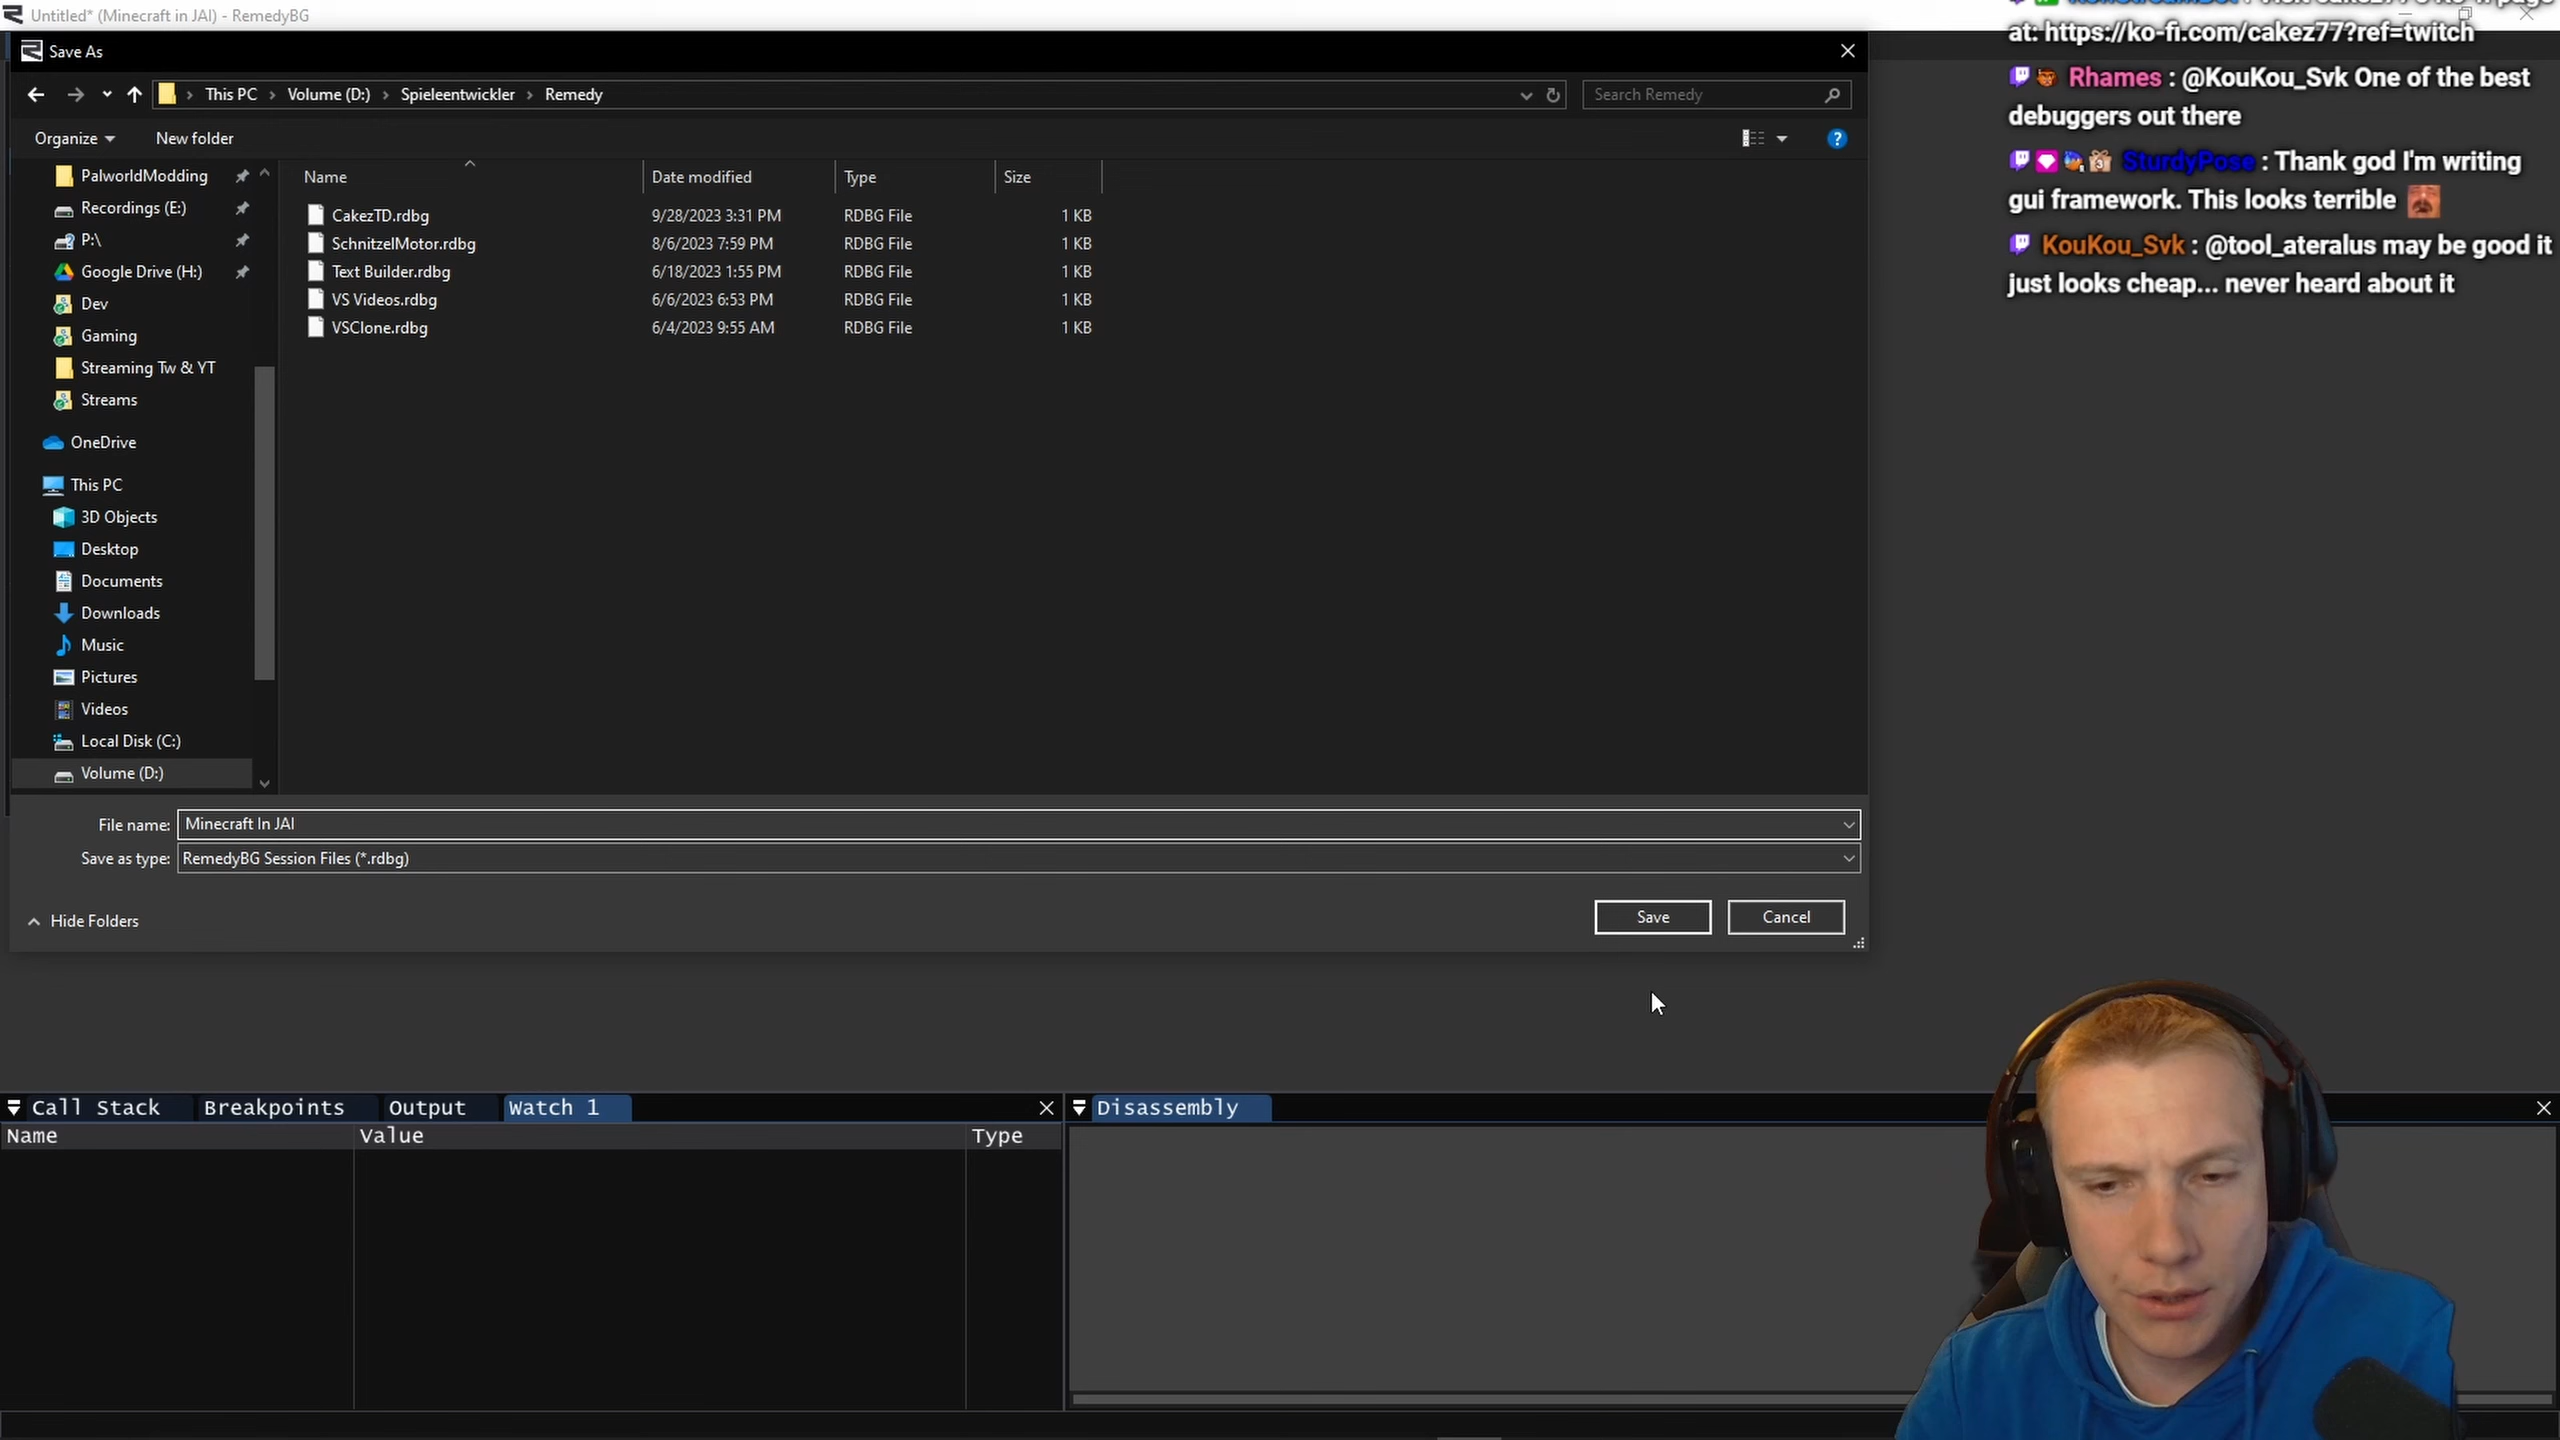 Untitled* (Minecraft in JAI) - RemedyBG
Save As
This PC
Volume (D:)
Spieleentwickler
Remedy
Search Remedy
Organize
New folder
Name
Date modified
Type
Size
CakezTD.rdbg 9/28/2023 3:31 PM RDBG File 1 KB
SchnitzelMotor.rdbg 8/6/2023 7:59 PM RDBG File 1 KB
Text Builder.rdbg 6/18/2023 1:55 PM RDBG File 1 KB
VS Videos.rdbg 6/6/2023 6:53 PM RDBG File 1 KB
VSClone.rdbg 6/4/2023 9:55 AM RDBG File 1 KB
PalworldModding
Recordings (E:)
P:\
Google Drive (H:)
Dev
Gaming
Streaming Tw & YT
Streams
OneDrive
This PC
3D Objects
Desktop
Documents
Downloads
Music
Pictures
Videos
Local Disk (C:)
Volume (D:)
File name: Minecraft In JAI
Save as type: RemedyBG Session Files (*.rdbg)
Hide Folders
Save
Cancel
at: https://ko-fi.com/cakez77?ref=twitch
Rhames : @KouKou_Svk One of the best
debuggers out there
SturdyPose : Thank god I'm writing
gui framework. This looks terrible
KouKou_Svk : @tool_ateralus may be good it
just looks cheap... never heard about it
Call Stack
Breakpoints
Output
Watch 1
Name
Value
Type
Disassembly